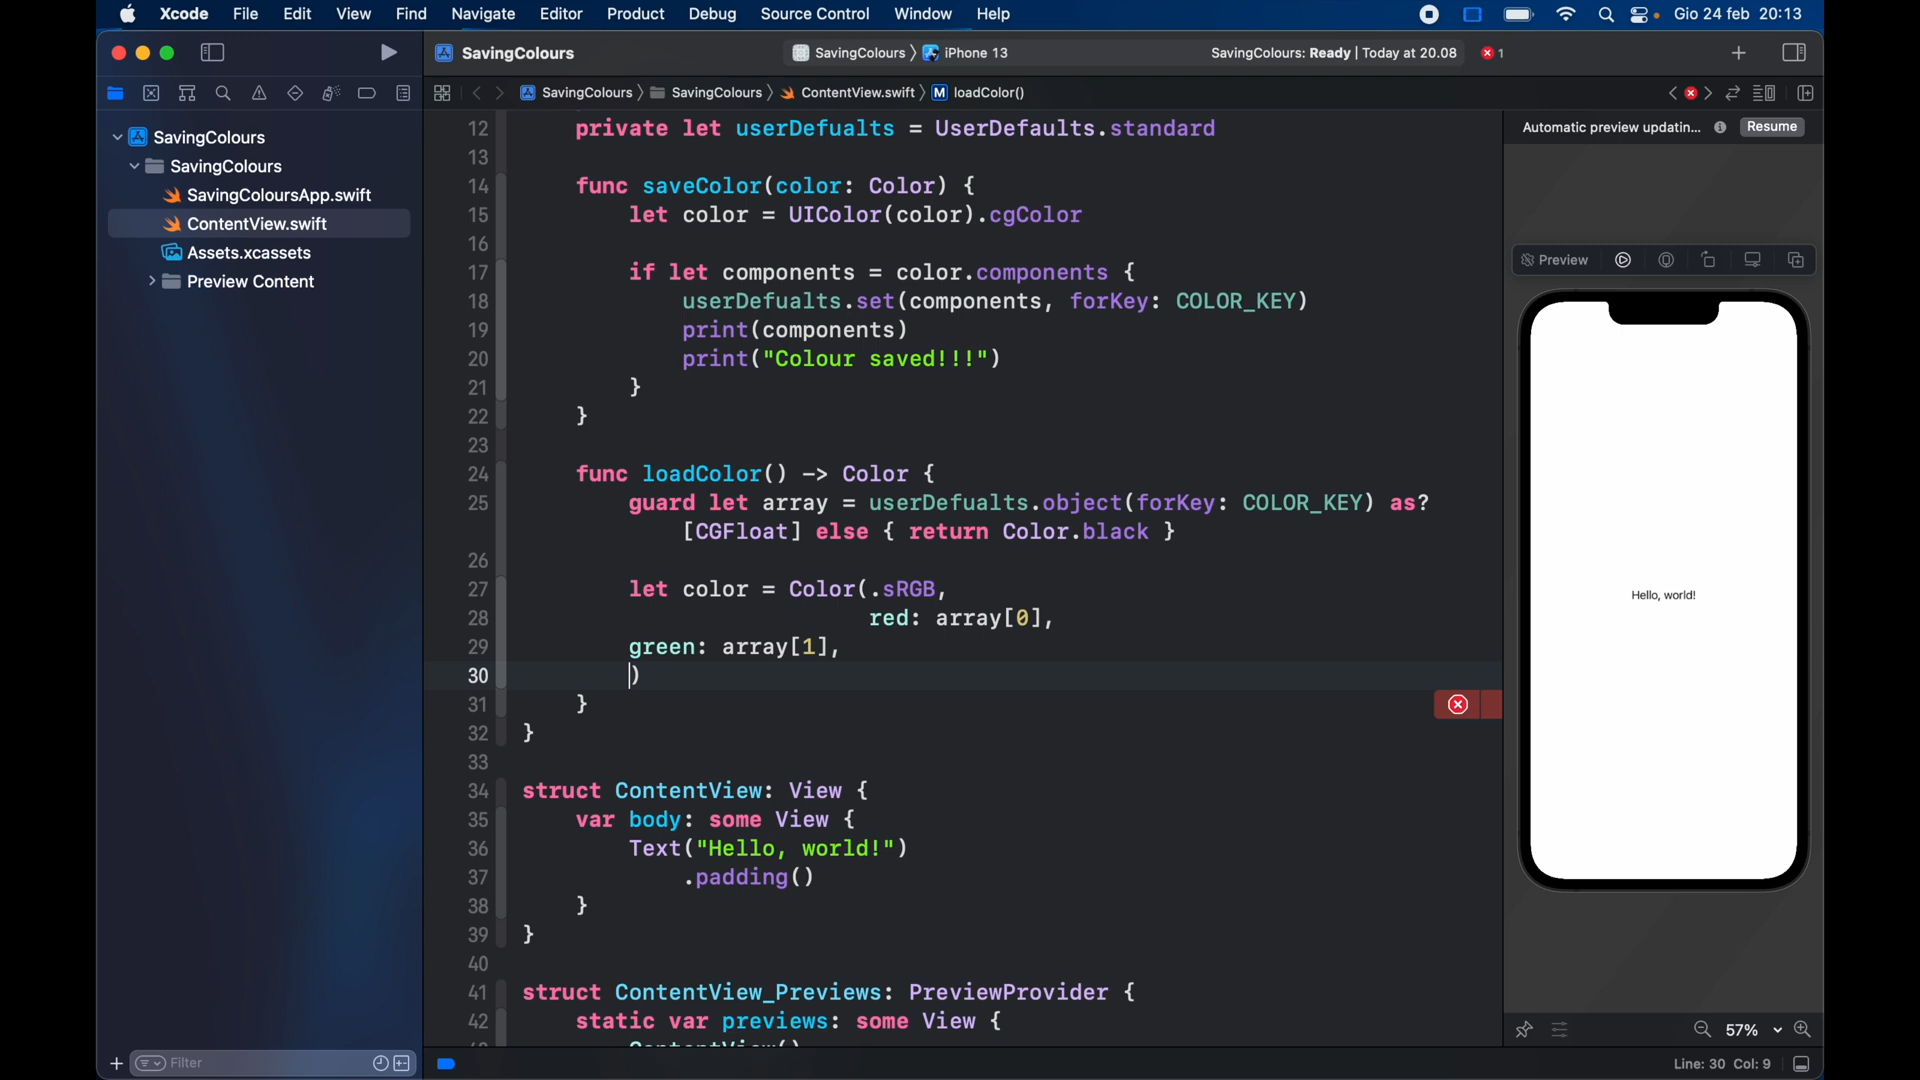 Xcode File Edit View Find Navigate Editor Product Debug Source Control Window Help Gio 24 feb 20:13
SavingColours SavingColours iPhone 13 SavingColours: Ready | Today at 20.08 1
SavingColours SavingColours ContentView.swift M loadColor()
SavingColours
SavingColours
SavingColoursApp.swift
ContentView.swift
Assets.xcassets
Preview Content
Filter
12 private let userDefualts = UserDefaults.standard
13
14 func saveColor(color: Color) {
15 let color = UIColor(color).cgColor
16
17 if let components = color.components {
18 userDefualts.set(components, forKey: COLOR_KEY)
19 print(components)
20 print("Colour saved!!!")
21 }
22 }
23
24 func loadColor() -> Color {
25 guard let array = userDefualts.object(forKey: COLOR_KEY) as?
[CGFloat] else { return Color.black }
26
27 let color = Color(.sRGB,
28 red: array[0],
29 green: array[1],
30 )
31 }
32 }
33
34 struct ContentView: View {
35 var body: some View {
36 Text("Hello, world!")
37 .padding()
38 }
39 }
40
41 struct ContentView_Previews: PreviewProvider {
42 static var previews: some View {
Automatic preview updatin... Resume
Preview
Hello, world!
57%
Line: 30 Col: 9